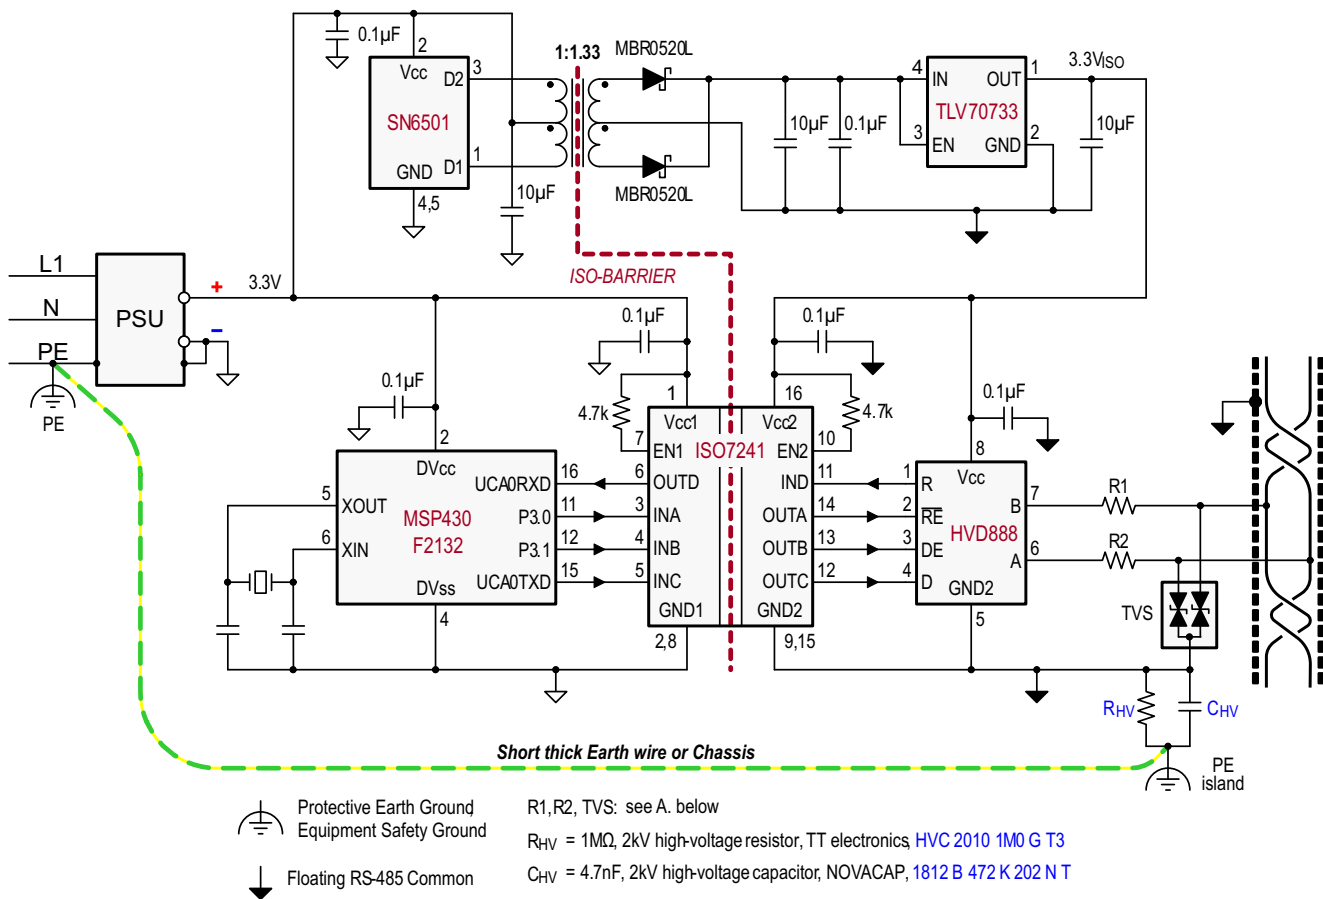 0.1µF
2
Vcc
D2
3
SN6501
D1
1
GND
4,5
10µF
1:1.33
MBR0520L
MBR0520L
10µF
0.1µF
4
IN
OUT
1
TLV70733
3
EN
GND
2
3.3VISO
10µF
ISO-BARRIER
L1
N
PE
PSU
+
–
3.3V
PE
0.1µF
2
DVcc
5
XOUT
6
XIN
MSP430
F2132
UCA0RXD
16
P3.0
11
P3.1
12
UCA0TXD
15
DVss
4
0.1µF
4.7k
1
Vcc1
7
EN1
6
OUTD
3
INA
4
INB
5
INC
GND1
2,8
ISO7241
0.1µF
16
4.7k
Vcc2
EN2
10
IND
11
OUTA
14
OUTB
13
OUTC
12
GND2
9,15
0.1µF
8
Vcc
1
R
2
RE
3
DE
4
D
HVD888
B
7
A
6
GND2
5
R1
R2
TVS
RHV
CHV
PE
island
Short thick Earth wire or Chassis
Protective Earth Ground,
Equipment Safety Ground
Floating RS-485 Common
R1,R2, TVS: see A. below
RHV = 1MΩ, 2kV high-voltage resistor, TT electronics, HVC 2010 1M0 G T3
CHV = 4.7nF, 2kV high-voltage capacitor, NOVACAP, 1812 B 472 K 202 N T